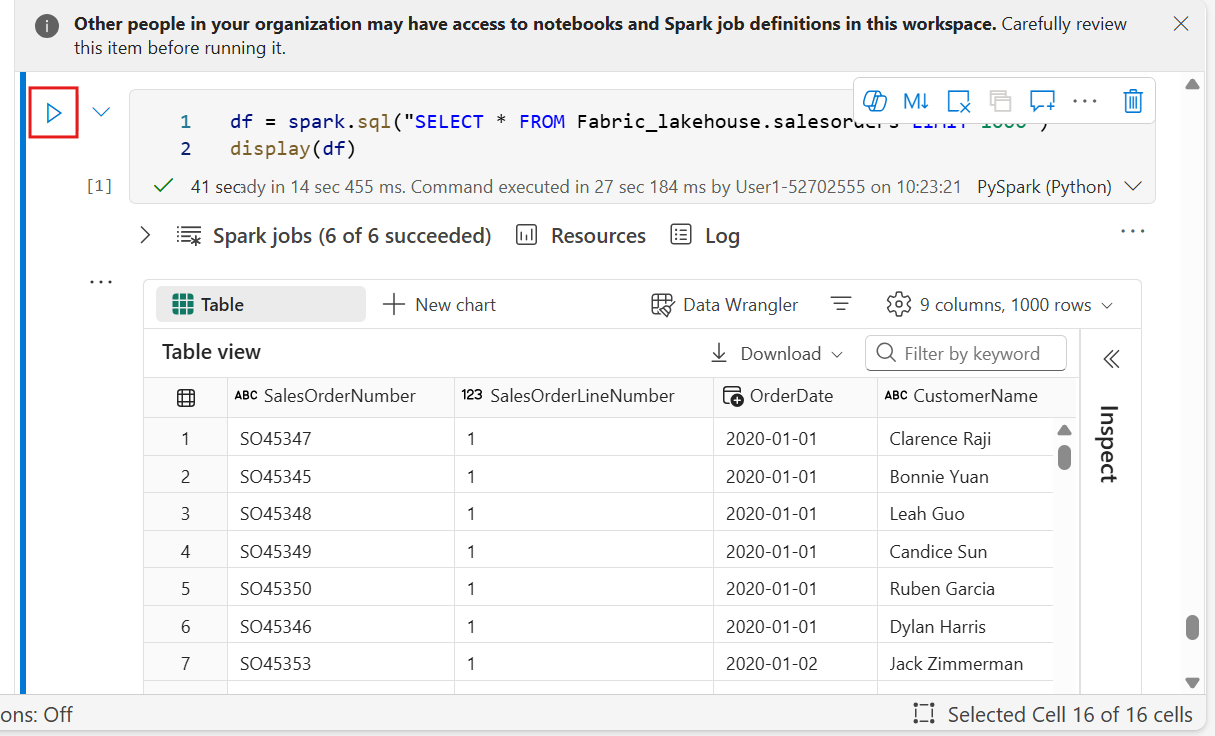 Other people in your organization may have access to notebooks and Spark job definitions in this workspace. Carefully review
this item before running it.
M↓
1 df = spark.sql("SELECT * FROM Fabric_lakehouse.salesorders LIMIT 1000")
2 display(df)
[1] 41 sec ady in 14 sec 455 ms. Command executed in 27 sec 184 ms by User1-52702555 on 10:23:21 PySpark (Python)
Spark jobs (6 of 6 succeeded) Resources Log
Table New chart Data Wrangler 9 columns, 1000 rows
Table view Download Filter by keyword
ABC SalesOrderNumber 123 SalesOrderLineNumber OrderDate ABC CustomerName
1 SO45347 1 2020-01-01 Clarence Raji
2 SO45345 1 2020-01-01 Bonnie Yuan
3 SO45348 1 2020-01-01 Leah Guo
4 SO45349 1 2020-01-01 Candice Sun
5 SO45350 1 2020-01-01 Ruben Garcia
6 SO45346 1 2020-01-01 Dylan Harris
7 SO45353 1 2020-01-02 Jack Zimmerman
Inspect
ons: Off Selected Cell 16 of 16 cells